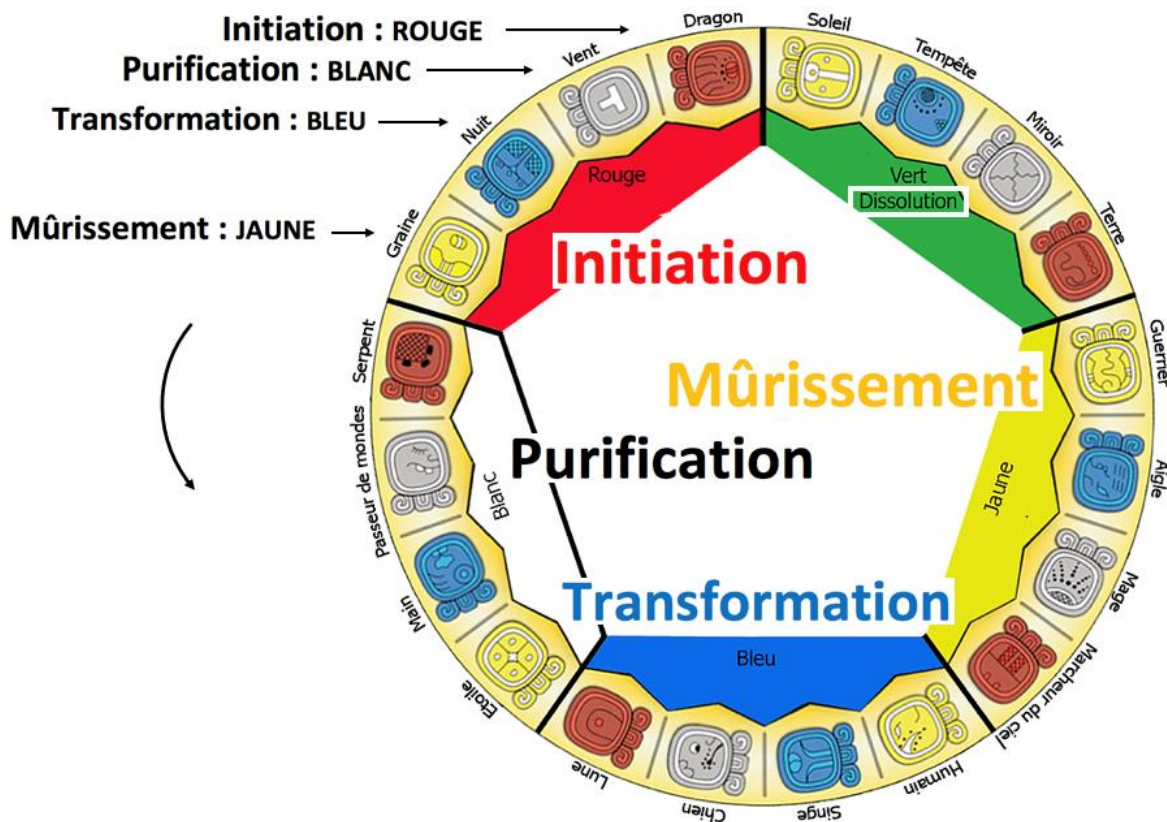 Initiation : ROUGE
Purification : BLANC
Transformation : BLEU
Mûrissement : JAUNE
Dragon
Vent
Nuit
Graine
Serpent
Passeur de mondes
Main
Etoile
Lune
Chien
Singe
Humain
Marcheur du ciel
Mage
Aigle
Guerrier
Terre
Miroir
Tempête
Soleil
Rouge
Vert
Dissolution
Initiation
Mûrissement
Jaune
Purification
Blanc
Transformation
Bleu